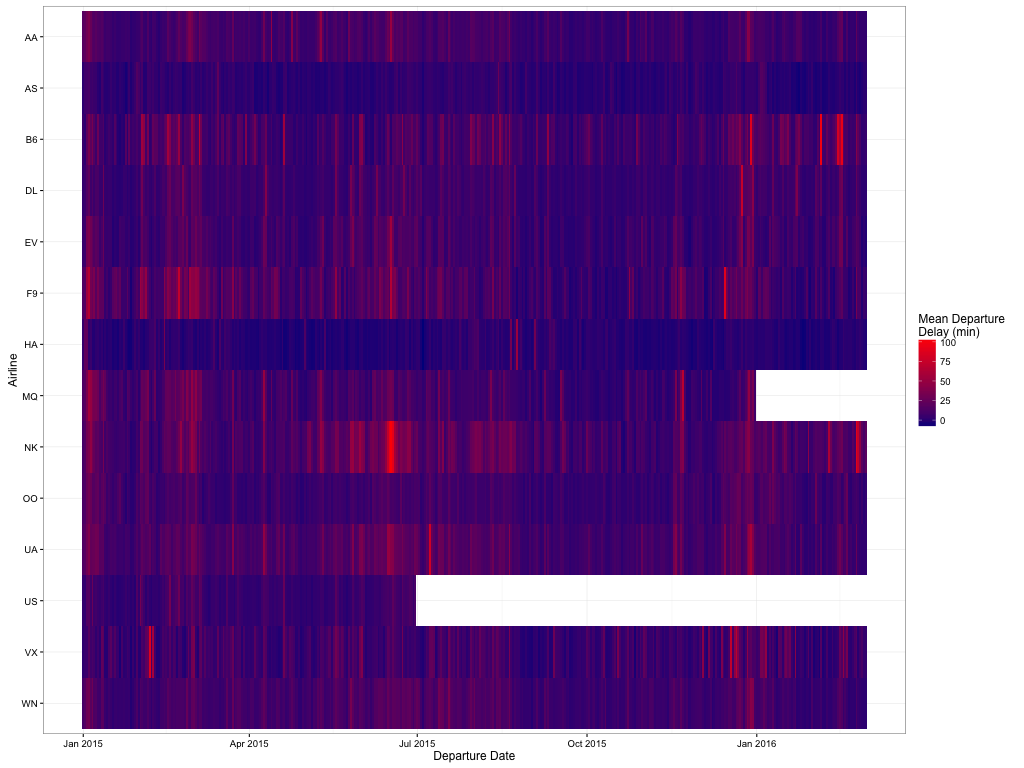 AA
AS
B6
DL
EV
F9
HA
MQ
NK
OO
UA
US
VX
WN
Airline
Jan 2015
Apr 2015
Jul 2015
Oct 2015
Jan 2016
Departure Date
Mean Departure
Delay (min)
100
75
50
25
0